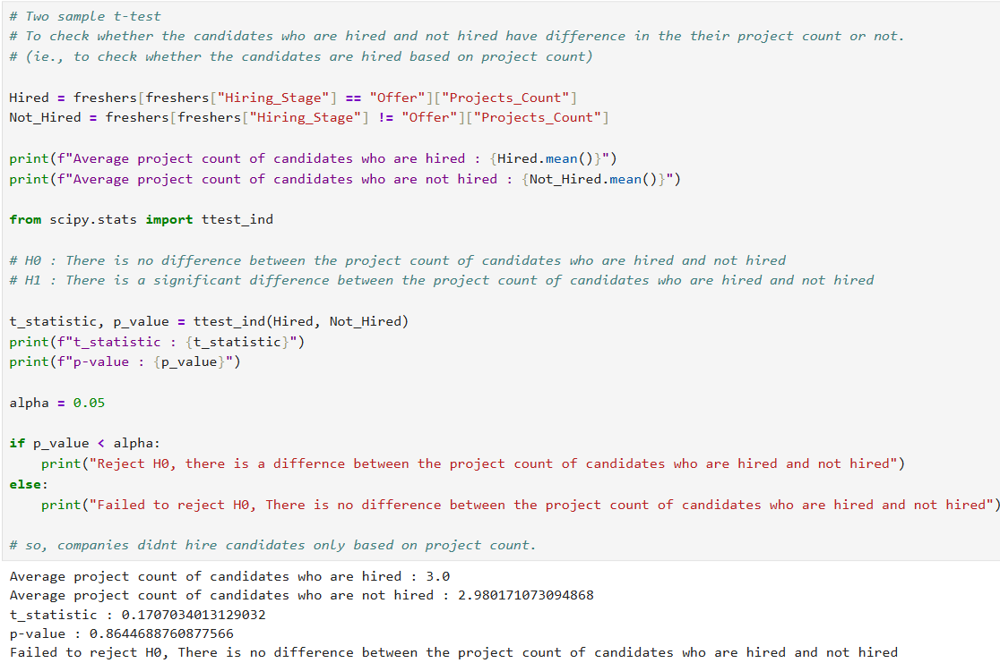 # Two sample t-test
# To check whether the candidates who are hired and not hired have difference in the their project count or not.
# (ie., to check whether the candidates are hired based on project count)
Hired = freshers[freshers["Hiring_Stage"] == "Offer"]["Projects_Count"]
Not_Hired = freshers[freshers["Hiring_Stage"] != "Offer"]["Projects_Count"]
print(f"Average project count of candidates who are hired : {Hired.mean()}")
print(f"Average project count of candidates who are not hired : {Not_Hired.mean()}")
from scipy.stats import ttest_ind
# H0 : There is no difference between the project count of candidates who are hired and not hired
# H1 : There is a significant difference between the project count of candidates who are hired and not hired
t_statistic, p_value = ttest_ind(Hired, Not_Hired)
print(f"t_statistic : {t_statistic}")
print(f"p-value : {p_value}")
alpha = 0.05
if p_value < alpha:
    print("Reject H0, there is a differnce between the project count of candidates who are hired and not hired")
else:
    print("Failed to reject H0, There is no difference between the project count of candidates who are hired and not hired")
# so, companies didnt hire candidates only based on project count.
Average project count of candidates who are hired : 3.0
Average project count of candidates who are not hired : 2.980171073094868
t_statistic : 0.1707034013129032
p-value : 0.8644688760877566
Failed to reject H0, There is no difference between the project count of candidates who are hired and not hired